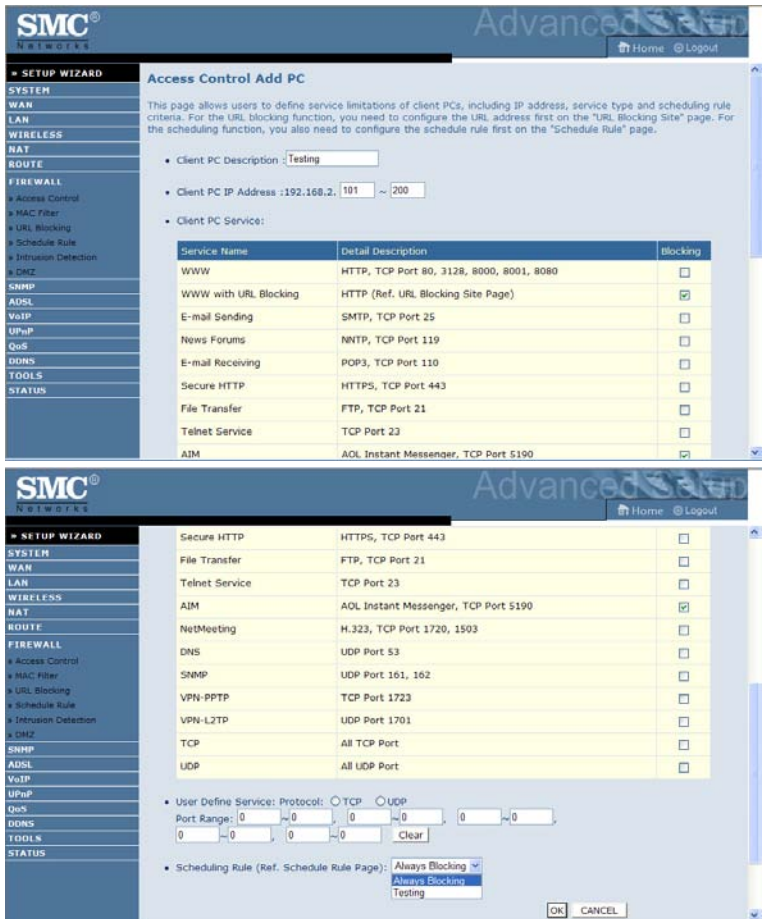 SMC®
Networks
Advanced Setup
Home Logout
» SETUP WIZARD
SYSTEM
WAN
LAN
WIRELESS
NAT
ROUTE
FIREWALL
» Access Control
» MAC Filter
» URL Blocking
» Schedule Rule
» Intrusion Detection
» DMZ
SNMP
ADSL
VoIP
UPnP
QoS
DDNS
TOOLS
STATUS
Access Control Add PC
This page allows users to define service limitations of client PCs, including IP address, service type and scheduling rule
criteria. For the URL blocking function, you need to configure the URL address first on the "URL Blocking Site" page. For
the scheduling function, you also need to configure the schedule rule first on the "Schedule Rule" page.
• Client PC Description : Testing
• Client PC IP Address :192.168.2. 101 ~ 200
• Client PC Service:
Service Name Detail Description Blocking
WWW HTTP, TCP Port 80, 3128, 8000, 8001, 8080
WWW with URL Blocking HTTP (Ref. URL Blocking Site Page)
E-mail Sending SMTP, TCP Port 25
News Forums NNTP, TCP Port 119
E-mail Receiving POP3, TCP Port 110
Secure HTTP HTTPS, TCP Port 443
File Transfer FTP, TCP Port 21
Telnet Service TCP Port 23
AIM AOL Instant Messenger, TCP Port 5190
SMC®
Networks
Advanced Setup
Home Logout
» SETUP WIZARD
SYSTEM
WAN
LAN
WIRELESS
NAT
ROUTE
FIREWALL
» Access Control
» MAC Filter
» URL Blocking
» Schedule Rule
» Intrusion Detection
» DMZ
SNMP
ADSL
VoIP
UPnP
QoS
DDNS
TOOLS
STATUS
Secure HTTP HTTPS, TCP Port 443
File Transfer FTP, TCP Port 21
Telnet Service TCP Port 23
AIM AOL Instant Messenger, TCP Port 5190
NetMeeting H.323, TCP Port 1720, 1503
DNS UDP Port 53
SNMP UDP Port 161, 162
VPN-PPTP TCP Port 1723
VPN-L2TP UDP Port 1701
TCP All TCP Port
UDP All UDP Port
• User Define Service: Protocol: TCP UDP
Port Range: 0 ~0 , 0 ~0 , 0 ~0 ,
0 ~0 , 0 ~0 Clear
• Scheduling Rule (Ref. Schedule Rule Page): Always Blocking
Always Blocking
Testing
OK CANCEL